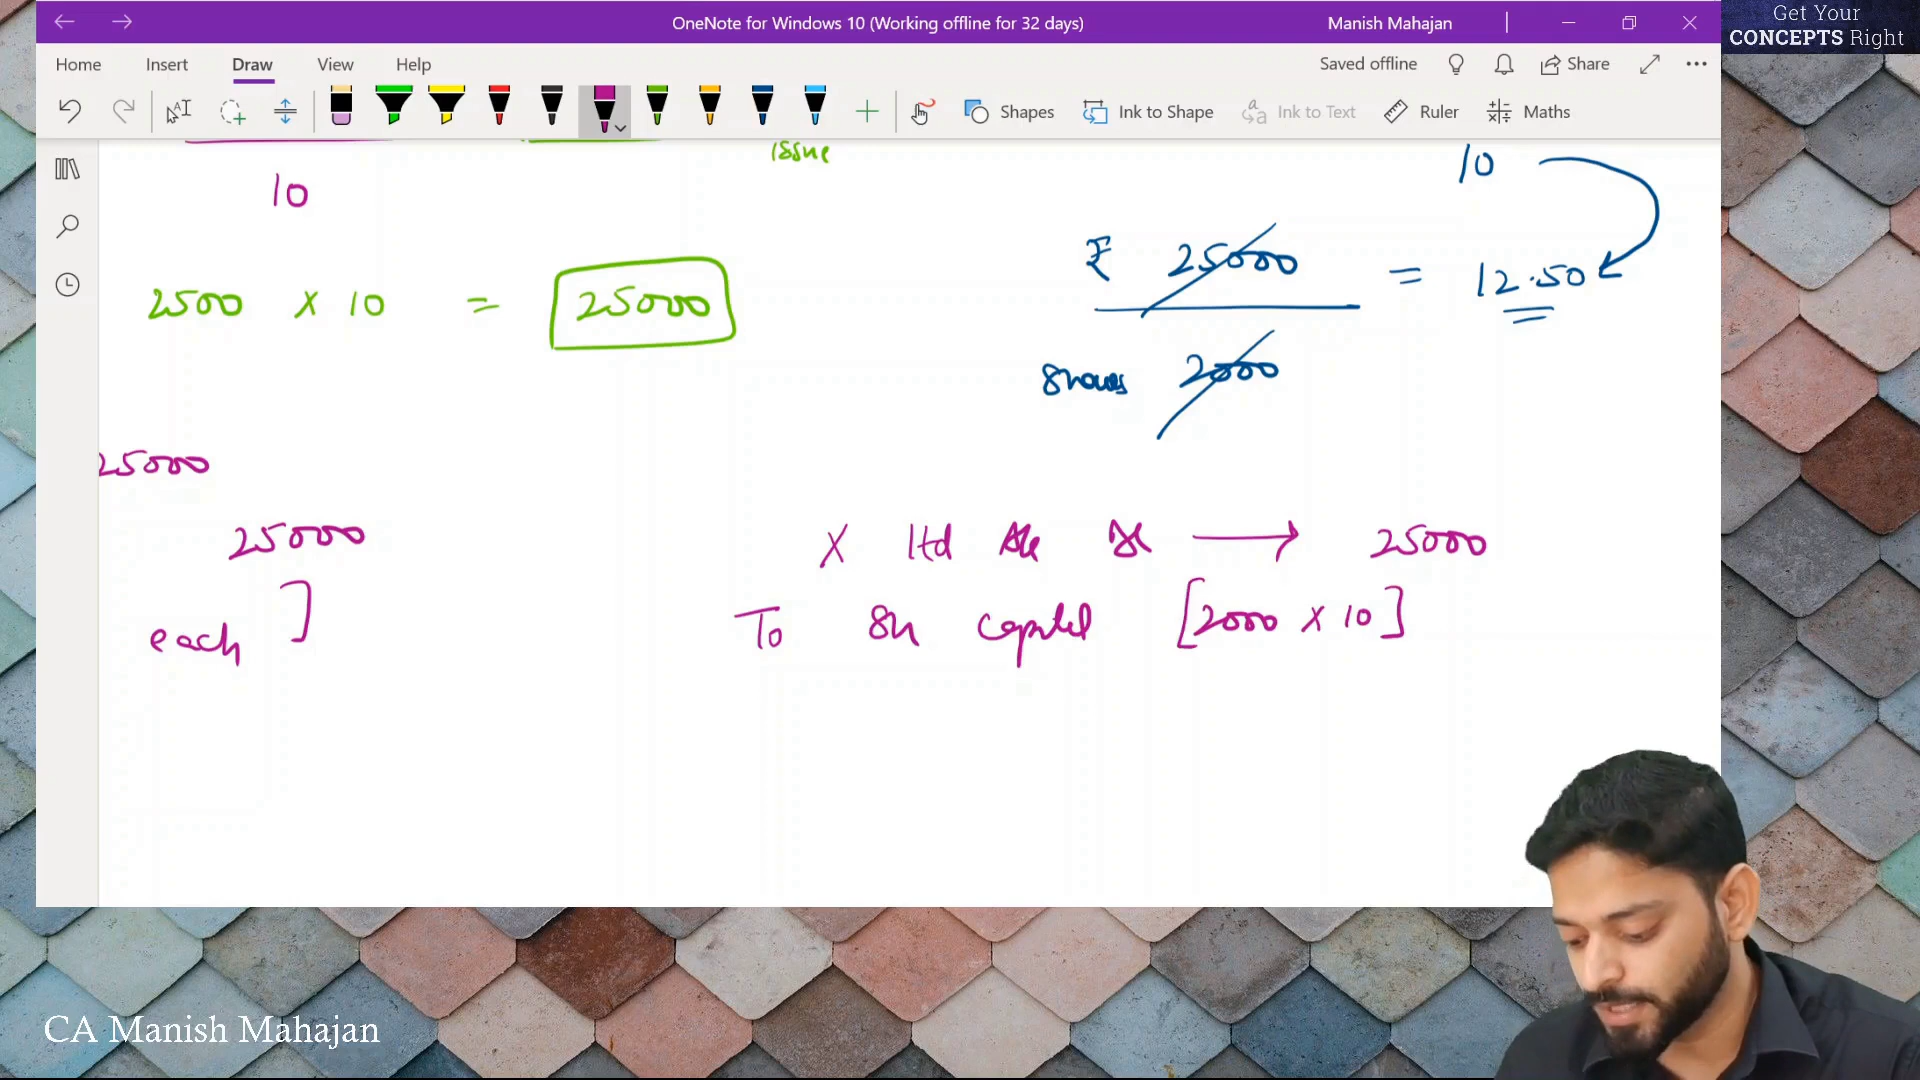 Get Your
CONCEPTS Right
OneNote for Windows 10 (Working offline for 32 days)
Manish Mahajan
Home Insert Draw View Help
Saved offline Share
Shapes Ink to Shape Ink to Text Ruler Maths
issue
10
10
₹ 25000 = 12.50
2500 x 10 = 25000
Shares 2000
25000
25000
X ltd A/c Dr → 25000
each ]
To Sh capital [2000 x 10]
CA Manish Mahajan